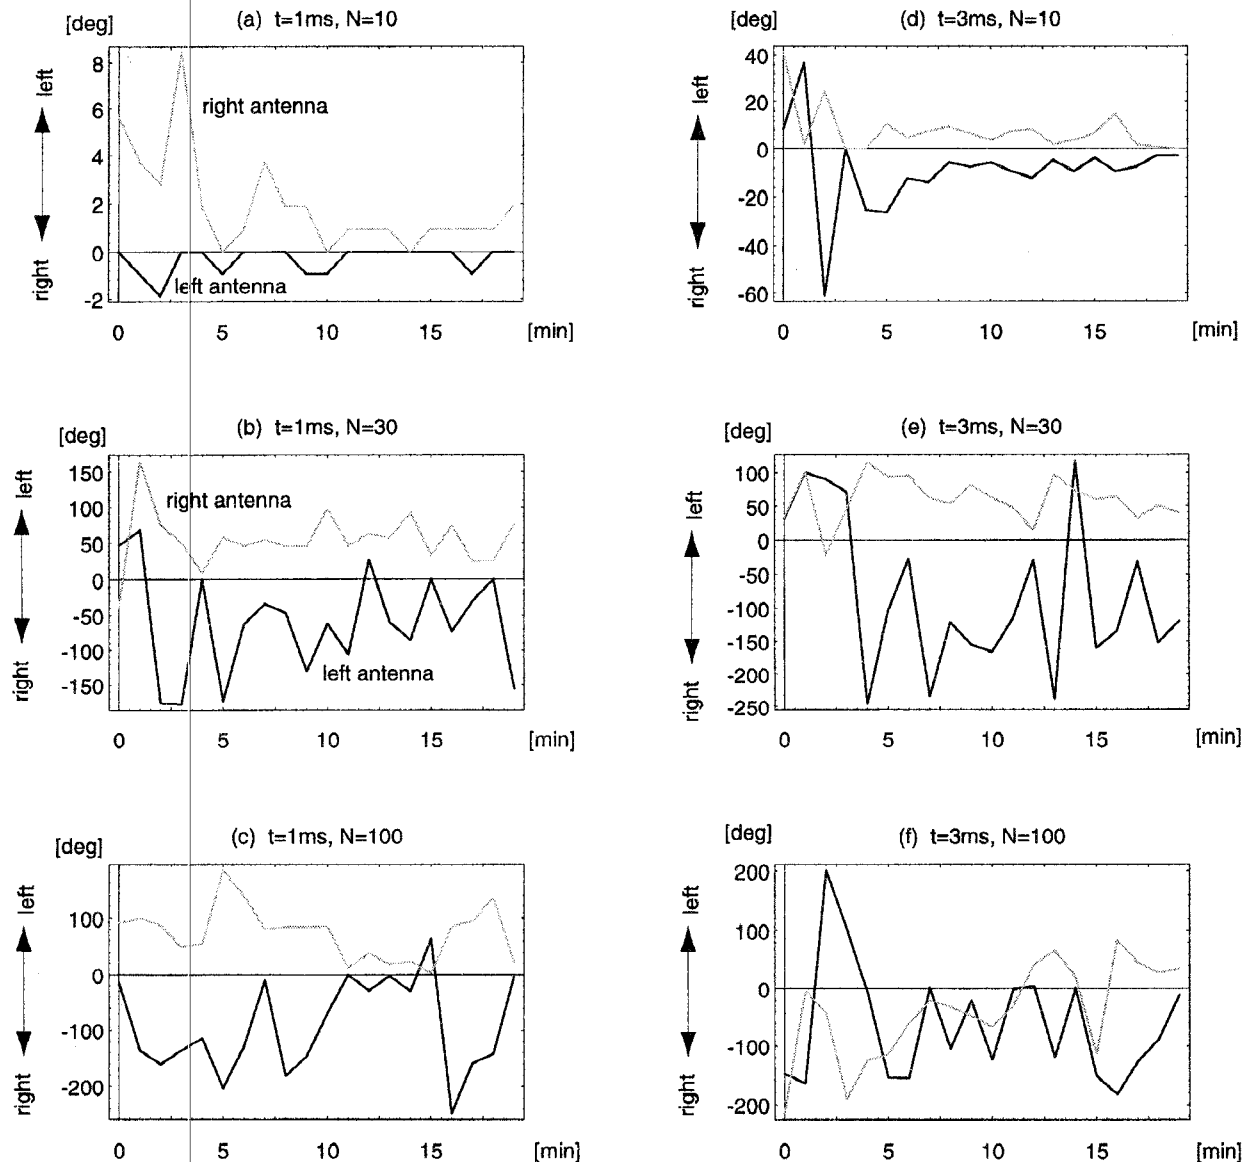 (a) t=1ms, N=10
[deg]
left
right
8
6
4
2
0
-2
right antenna
left antenna
0 5 10 15 [min]
(d) t=3ms, N=10
[deg]
left
right
40
20
0
-20
-40
-60
0 5 10 15 [min]
(b) t=1ms, N=30
[deg]
left
right
150
100
50
0
-50
-100
-150
right antenna
left antenna
0 5 10 15 [min]
(e) t=3ms, N=30
[deg]
left
right
100
50
0
-50
-100
-150
-200
-250
0 5 10 15 [min]
(c) t=1ms, N=100
[deg]
left
right
100
0
-100
-200
0 5 10 15 [min]
(f) t=3ms, N=100
[deg]
left
right
200
100
0
-100
-200
0 5 10 15 [min]